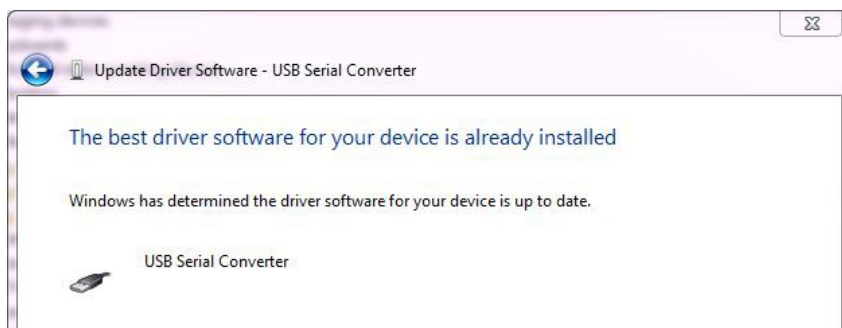 Update Driver Software - USB Serial Converter
The best driver software for your device is already installed
Windows has determined the driver software for your device is up to date.
USB Serial Converter